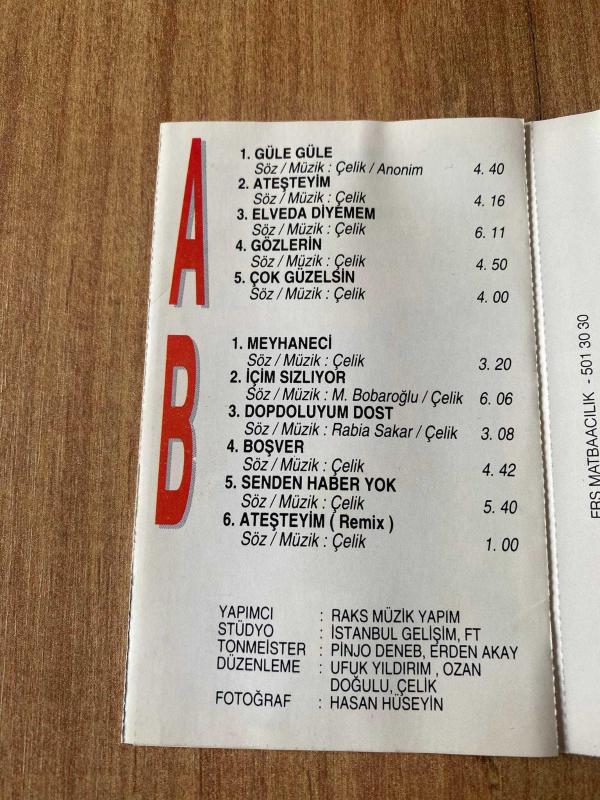 A
1. GÜLE GÜLE
Söz / Müzik : Çelik / Anonim 4. 40
2. ATEŞTEYİM
Söz / Müzik : Çelik 4. 16
3. ELVEDA DİYEMEM
Söz / Müzik : Çelik 6. 11
4. GÖZLERİN
Söz / Müzik : Çelik 4. 50
5. ÇOK GÜZELSİN
Söz / Müzik : Çelik 4. 00
B
1. MEYHANECİ
Söz / Müzik : Çelik 3. 20
2. İÇİM SIZLIYOR
Söz / Müzik : M. Bobaroğlu / Çelik 6. 06
3. DOPDOLUYUM DOST
Söz / Müzik : Rabia Sakar / Çelik 3. 08
4. BOŞVER
Söz / Müzik : Çelik 4. 42
5. SENDEN HABER YOK
Söz / Müzik : Çelik 5. 40
6. ATEŞTEYİM ( Remix )
Söz / Müzik : Çelik 1. 00
YAPIMCI : RAKS MÜZİK YAPIM
STÜDYO : İSTANBUL GELİŞİM, FT
TONMEİSTER : PİNJO DENEB, ERDEN AKAY
DÜZENLEME : UFUK YILDIRIM , OZAN
DOĞULU, ÇELİK
FOTOĞRAF : HASAN HÜSEYİN
MATBAACILIK - 501 30 30